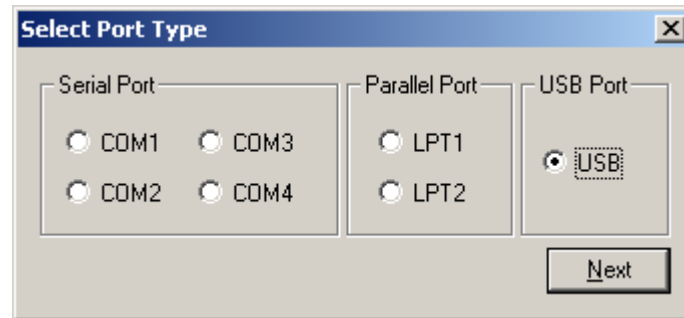 Select Port Type
Serial Port Parallel Port USB Port
COM1 COM3 LPT1
USB
COM2 COM4 LPT2
Next